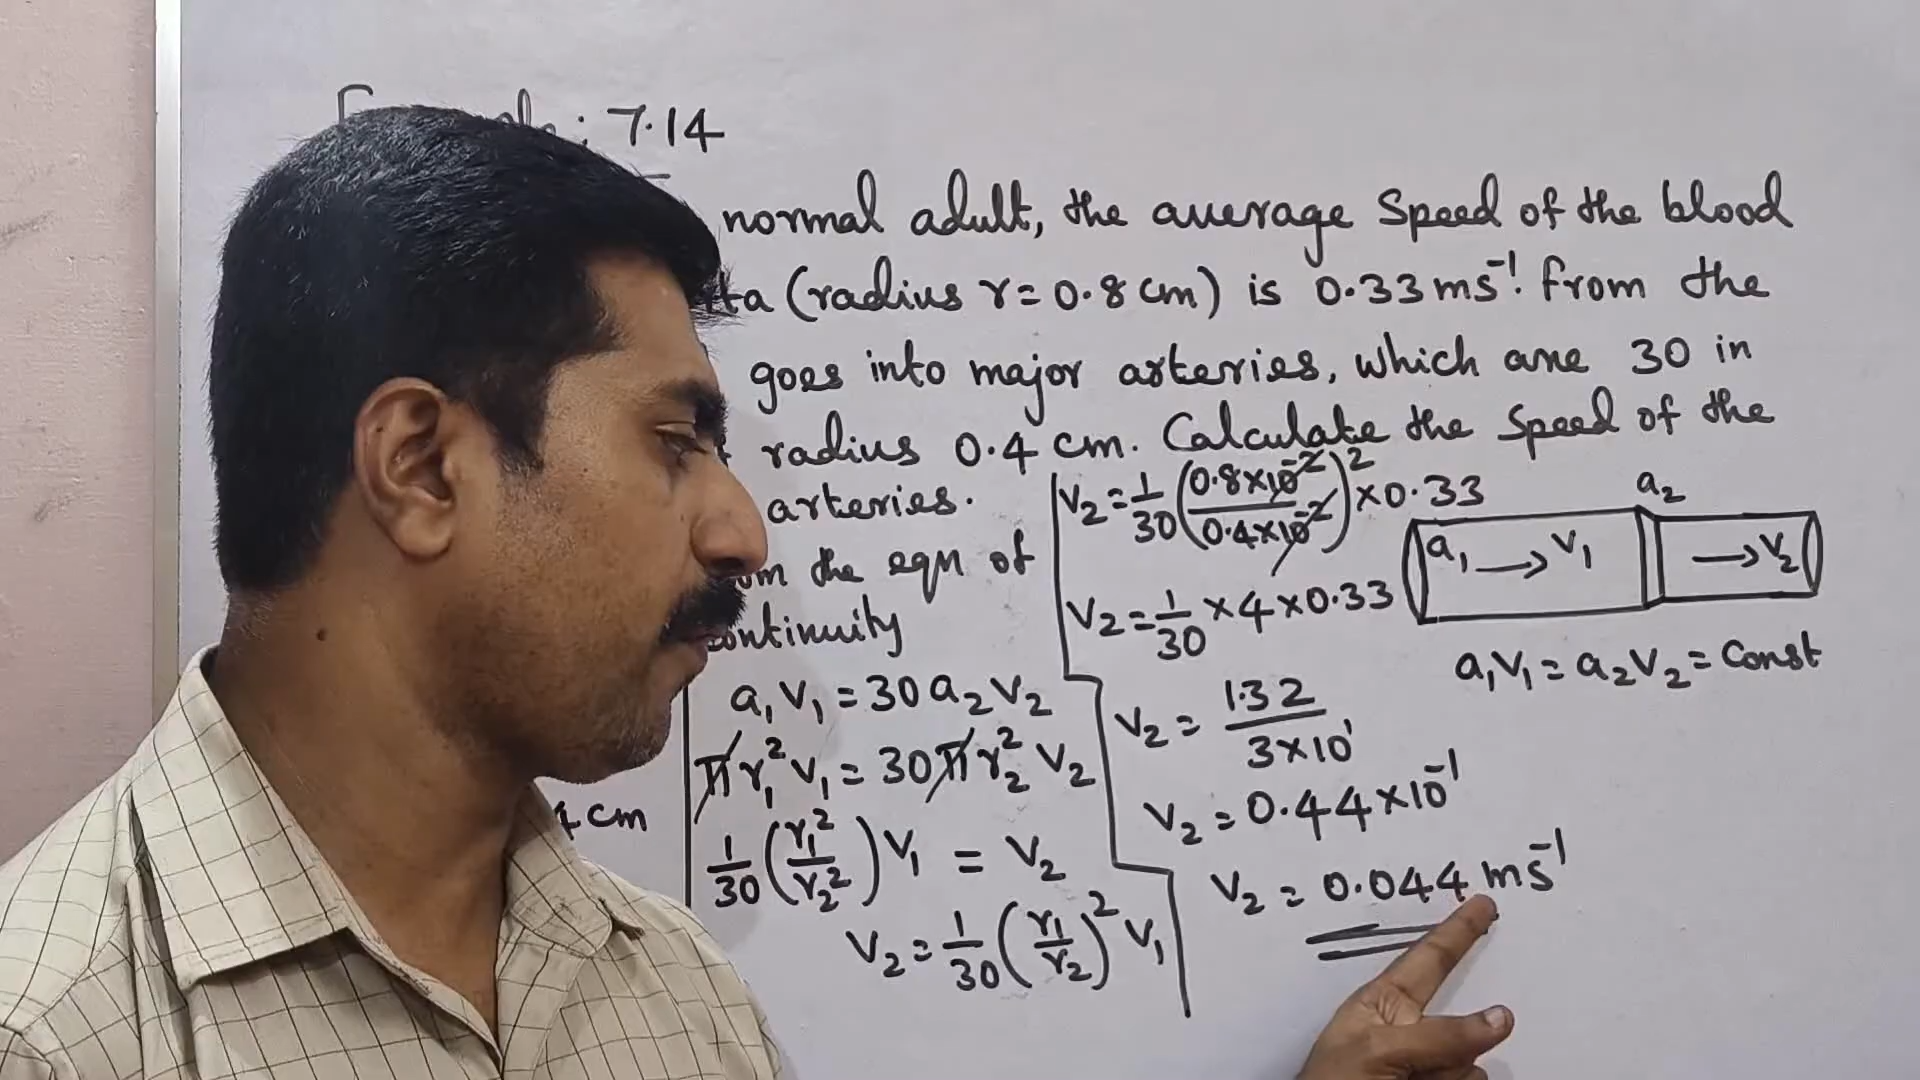 : 7.14
normal adult, the average Speed of the blood
ta (radius r = 0.8 cm) is 0.33 ms⁻¹. From the
goes into major arteries, which are 30 in
radius 0.4 cm. Calculate the Speed of the
arteries.
om the eqn of
continuity
a₁V₁ = 30 a₂V₂
πr₁²V₁ = 30 πr₂²V₂
4 cm
1/30 (r₁²/r₂²) V₁ = V₂
V₂ = 1/30 (r₁/r₂)² V₁
V₂ = 1/30 (0.8×10⁻²/0.4×10⁻²)² × 0.33
V₂ = 1/30 × 4 × 0.33
V₂ = 1.32/3×10¹
V₂ = 0.44×10⁻¹
V₂ = 0.044 ms⁻¹
a₂
a₁ → V₁ → V₂
a₁V₁ = a₂V₂ = Const